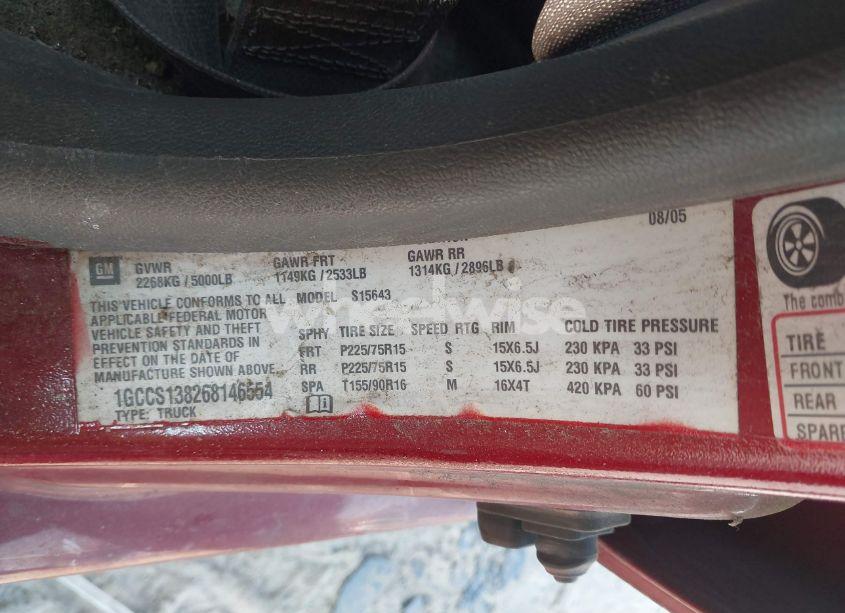 08/05
GM GVWR GAWR FRT GAWR RR
2268KG / 5000LB 1149KG / 2533LB 1314KG / 2896LB
THIS VEHICLE CONFORMS TO ALL MODEL S15643
APPLICABLE FEDERAL MOTOR
VEHICLE SAFETY AND THEFT SPHY TIRE SIZE SPEED RTG RIM COLD TIRE PRESSURE
PREVENTION STANDARDS IN FRT P225/75R15 S 15X6.5J 230 KPA 33 PSI
EFFECT ON THE DATE OF RR P225/75R15 S 15X6.5J 230 KPA 33 PSI
MANUFACTURE SHOWN ABOVE. SPA T155/90R16 M 16X4T 420 KPA 60 PSI
1GCCS138268146554
TYPE: TRUCK
The comb
TIRE
FRONT
REAR
SPARE
wheelwise